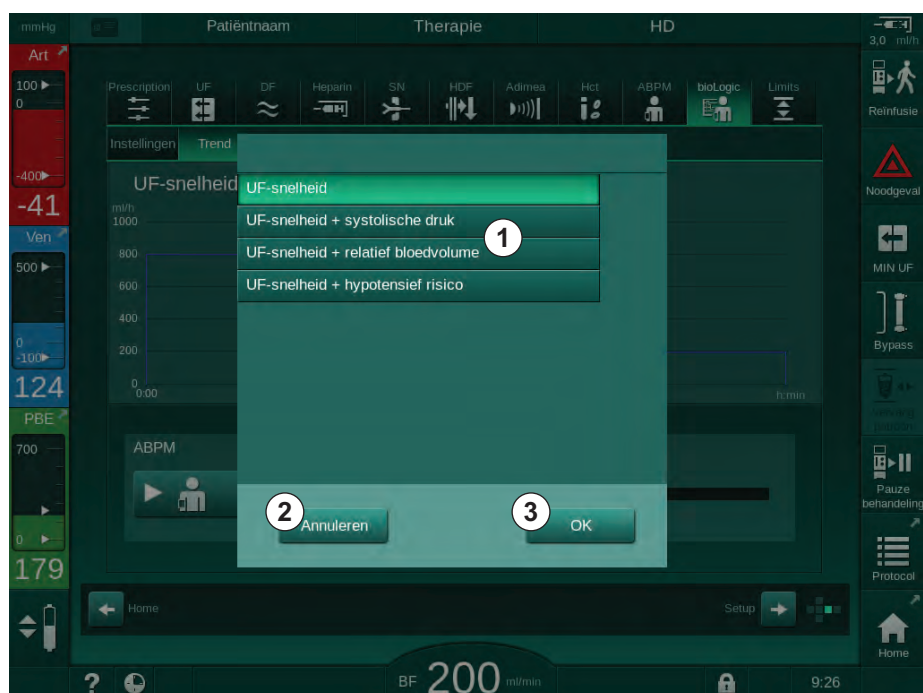 mmHg
Patiëntnaam
Therapie
HD
3,0 ml/h
Art
100
0
-400
-41
Ven
500
0
-100
124
PBE
700
0
179
Prescription
UF
DF
Heparin
SN
HDF
Adimea
Hct
ABPM
bioLogic
Limits
Instellingen
Trend
UF-snelheid
ml/h
1000
800
600
400
200
0
0:00
h:min
UF-snelheid
UF-snelheid + systolische druk
UF-snelheid + relatief bloedvolume
UF-snelheid + hypotensief risico
1
ABPM
2
Annuleren
3
OK
Home
Setup
Reïnfusie
Noodgeval
MIN UF
Bypass
Pauze
behandeling
Protocol
Home
?
BF 200 ml/min
9:26